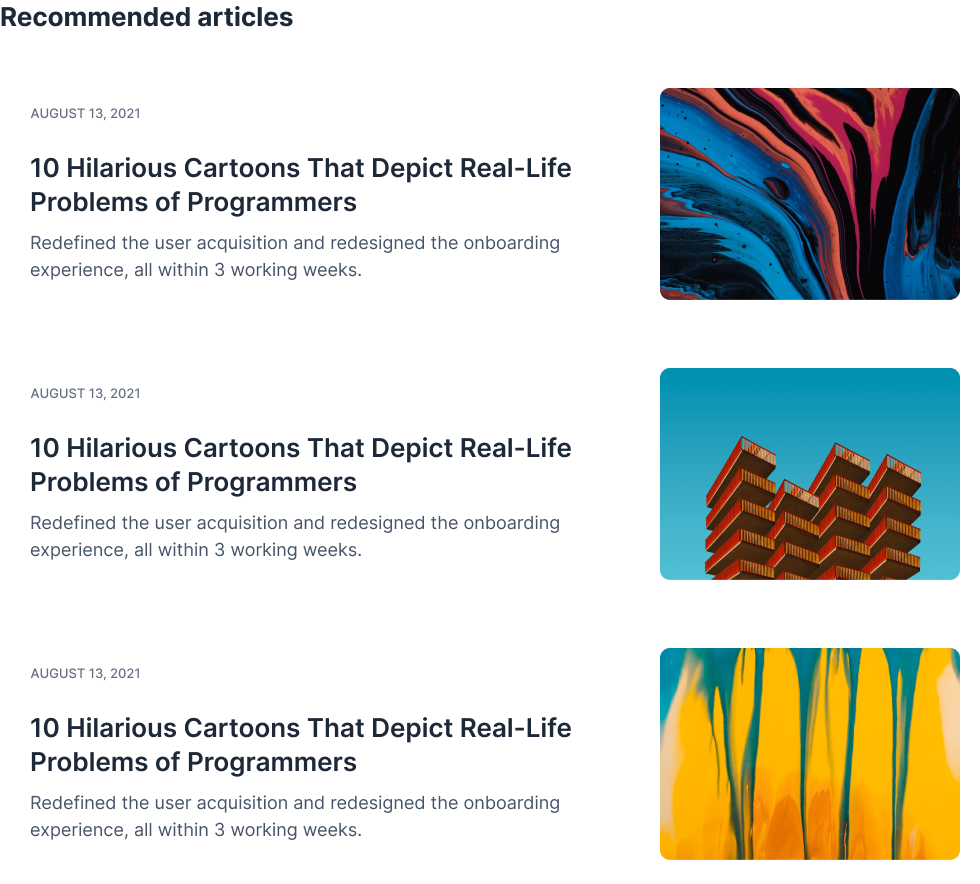 Recommended articles
AUGUST 13, 2021
10 Hilarious Cartoons That Depict Real-Life
Problems of Programmers
Redefined the user acquisition and redesigned the onboarding
experience, all within 3 working weeks.
AUGUST 13, 2021
10 Hilarious Cartoons That Depict Real-Life
Problems of Programmers
Redefined the user acquisition and redesigned the onboarding
experience, all within 3 working weeks.
AUGUST 13, 2021
10 Hilarious Cartoons That Depict Real-Life
Problems of Programmers
Redefined the user acquisition and redesigned the onboarding
experience, all within 3 working weeks.